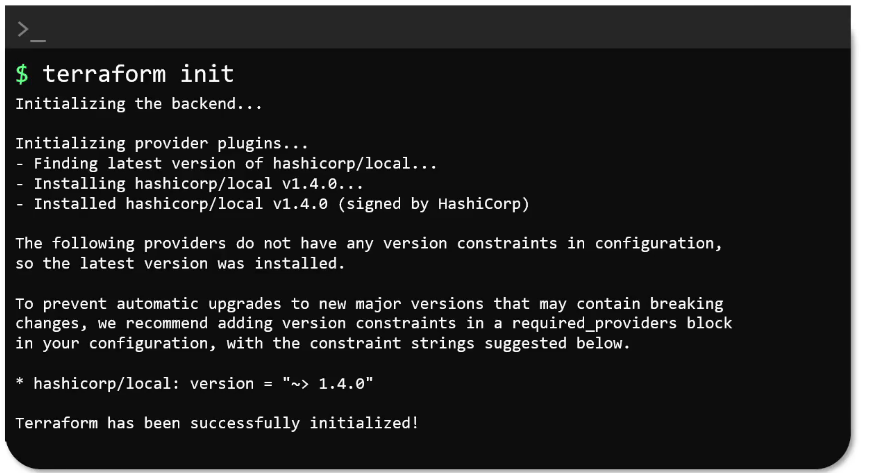 >_
$ terraform init
Initializing the backend...
Initializing provider plugins...
- Finding latest version of hashicorp/local...
- Installing hashicorp/local v1.4.0...
- Installed hashicorp/local v1.4.0 (signed by HashiCorp)
The following providers do not have any version constraints in configuration,
so the latest version was installed.
To prevent automatic upgrades to new major versions that may contain breaking
changes, we recommend adding version constraints in a required_providers block
in your configuration, with the constraint strings suggested below.
* hashicorp/local: version = "~> 1.4.0"
Terraform has been successfully initialized!